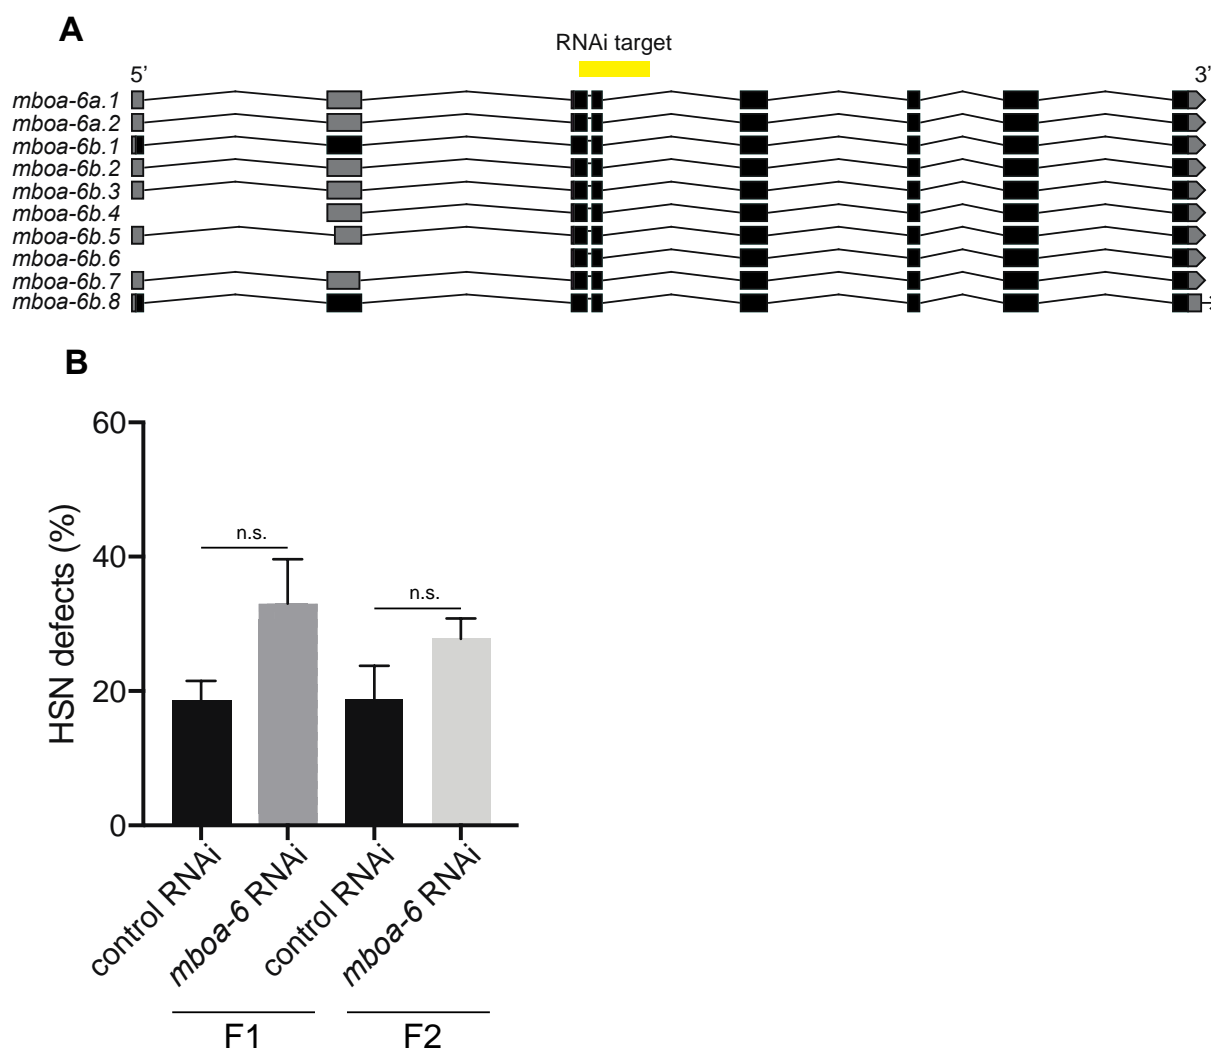 A
RNAi target
5’ 3’
mboa-6a.1
mboa-6a.2
mboa-6b.1
mboa-6b.2
mboa-6b.3
mboa-6b.4
mboa-6b.5
mboa-6b.6
mboa-6b.7
mboa-6b.8
B
HSN defects (%)
60
40
20
0
n.s.
n.s.
control RNAi
mboa-6 RNAi
control RNAi
mboa-6 RNAi
F1 F2